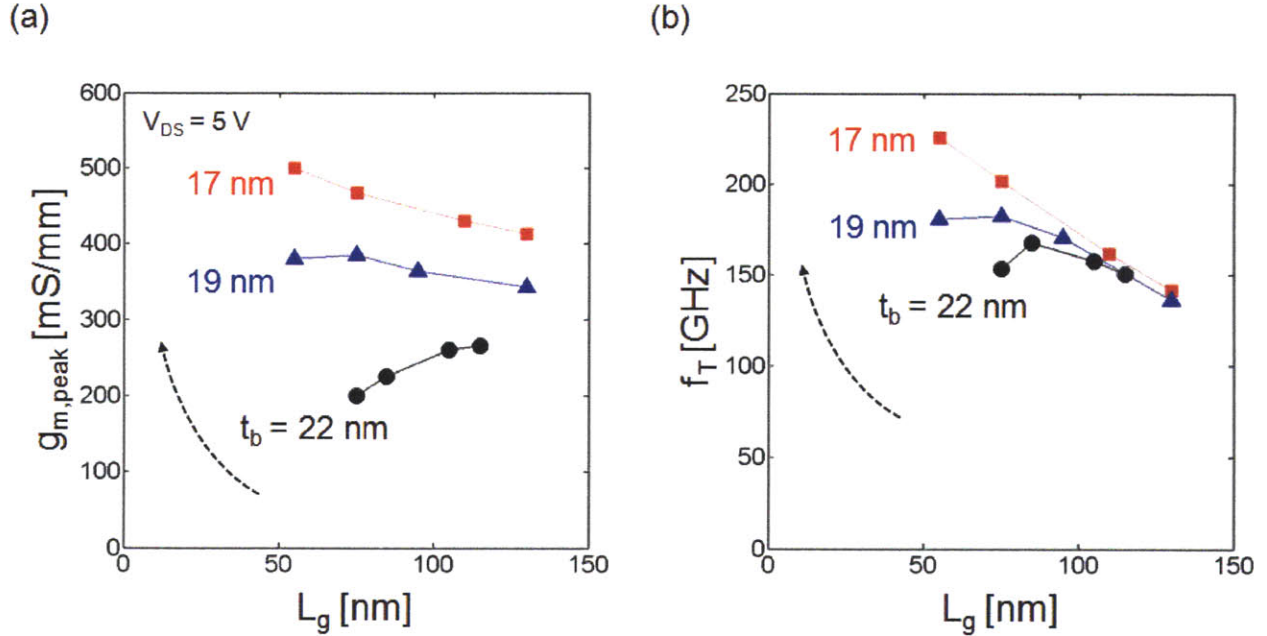 (a)
(b)
600
500
400
300
200
100
0
0
50
100
150
V_DS = 5 V
17 nm
19 nm
t_b = 22 nm
g_m,peak [mS/mm]
L_g [nm]
250
200
150
100
50
0
0
50
100
150
17 nm
19 nm
t_b = 22 nm
f_T [GHz]
L_g [nm]